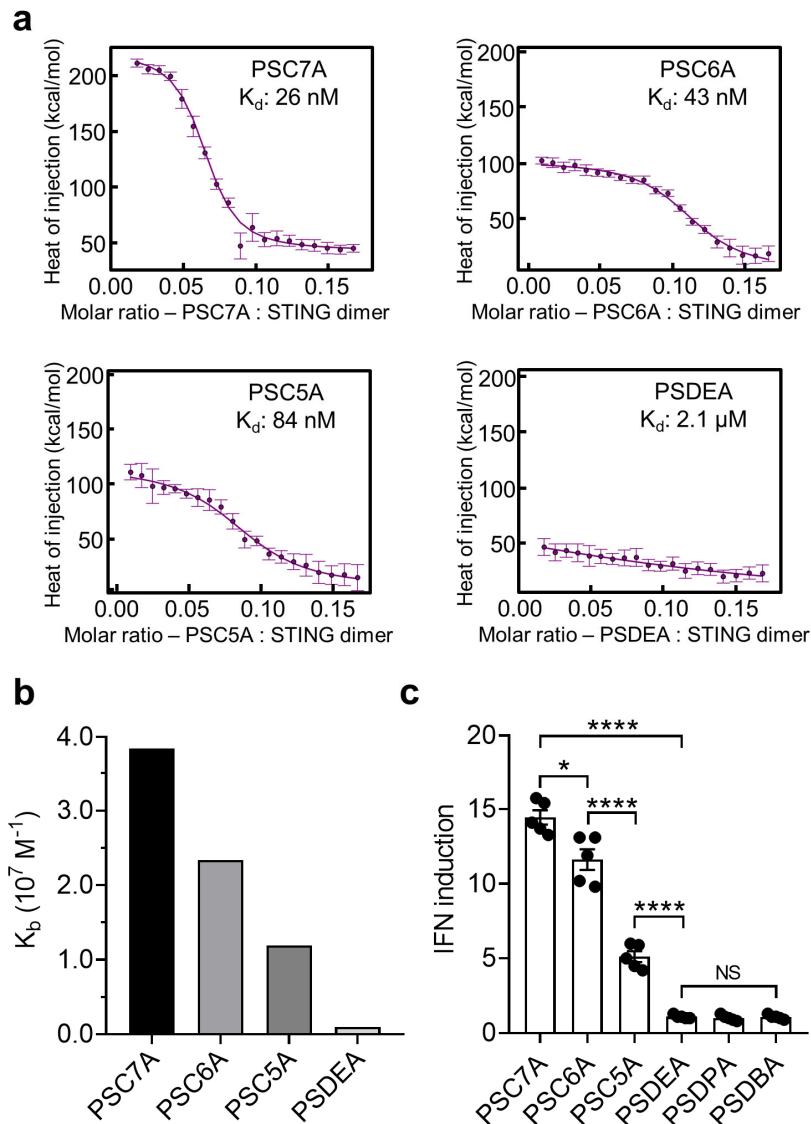 a
PSC7A
K_d: 26 nM
Heat of injection (kcal/mol)
200
150
100
50
0.00 0.05 0.10 0.15
Molar ratio – PSC7A : STING dimer
PSC6A
K_d: 43 nM
Heat of injection (kcal/mol)
200
150
100
50
0.00 0.05 0.10 0.15
Molar ratio – PSC6A : STING dimer
PSC5A
K_d: 84 nM
Heat of injection (kcal/mol)
200
150
100
50
0.00 0.05 0.10 0.15
Molar ratio – PSC5A : STING dimer
PSDEA
K_d: 2.1 µM
Heat of injection (kcal/mol)
200
150
100
50
0.00 0.05 0.10 0.15
Molar ratio – PSDEA : STING dimer
b
K_b (10⁷ M⁻¹)
4.0
3.0
2.0
1.0
0.0
PSC7A PSC6A PSC5A PSDEA
c
IFN induction
20
15
10
5
0
****
*
****
****
NS
PSC7A PSC6A PSC5A PSDEA PSDPA PSDBA